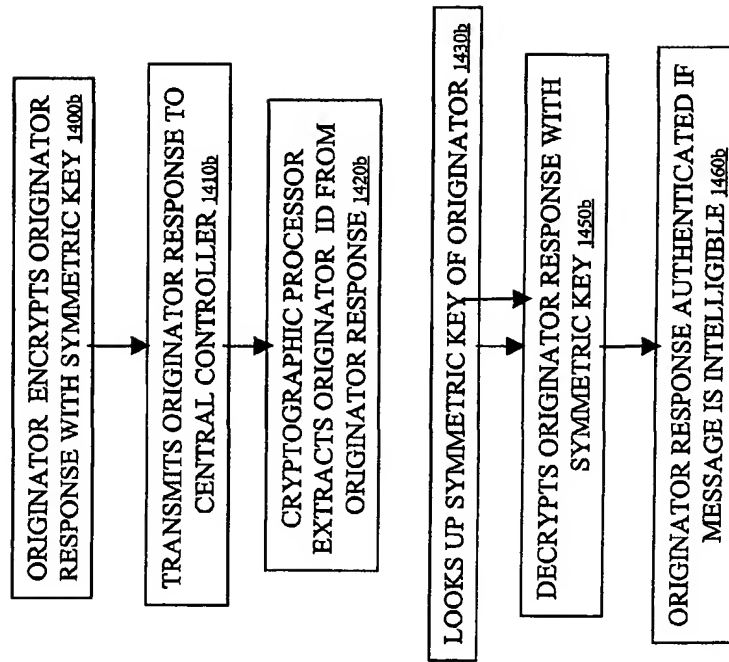 ORIGINATOR ENCRYPTS ORIGINATOR
RESPONSE WITH SYMMETRIC KEY 1400b
TRANSMITS ORIGINATOR RESPONSE TO
CENTRAL CONTROLLER 1410b
CRYPTOGRAPHIC PROCESSOR
EXTRACTS ORIGINATOR ID FROM
ORIGINATOR RESPONSE 1420b
LOOKS UP SYMMETRIC KEY OF ORIGINATOR 1430b
DECRYPTS ORIGINATOR RESPONSE WITH
SYMMETRIC KEY 1450b
ORIGINATOR RESPONSE AUTHENTICATED IF
MESSAGE IS INTELLIGIBLE 1460b